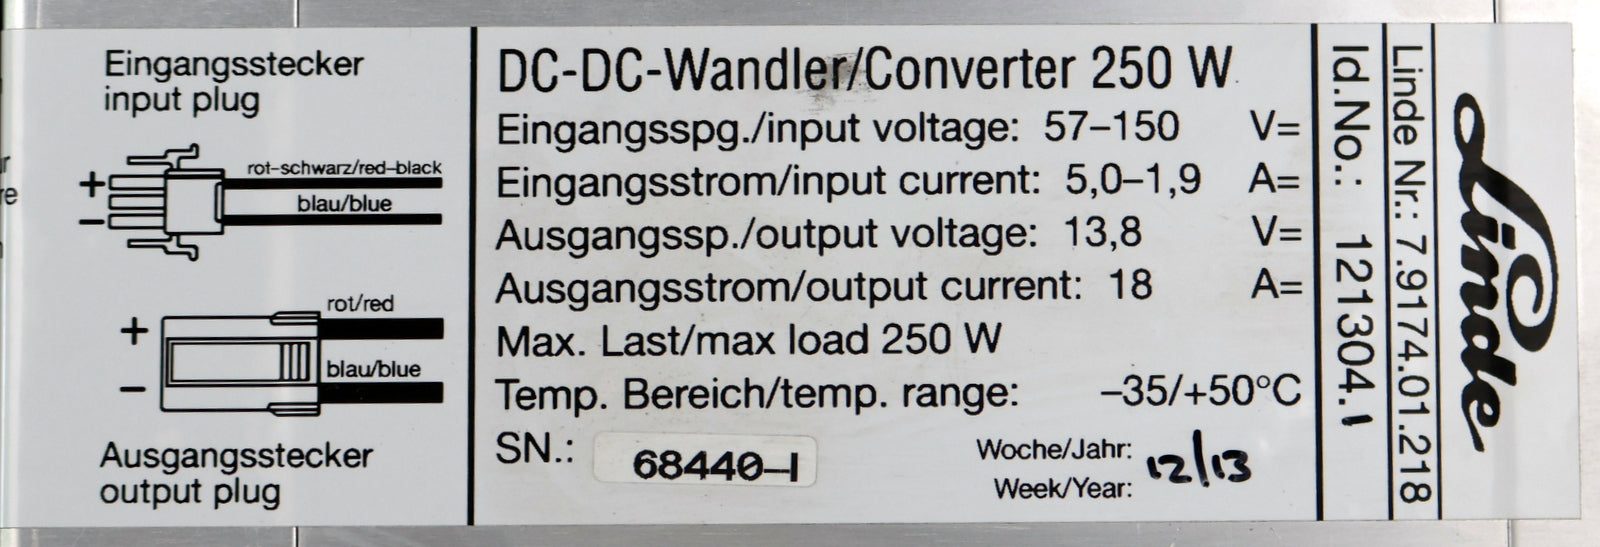 Eingangsstecker
input plug
+
rot-schwarz/red-black
blau/blue
−
rot/red
+
blau/blue
−
Ausgangsstecker
output plug
DC-DC-Wandler/Converter 250 W
Eingangsspg./input voltage: 57–150 V=
Eingangsstrom/input current: 5,0–1,9 A=
Ausgangssp./output voltage: 13,8 V=
Ausgangsstrom/output current: 18 A=
Max. Last/max load 250 W
Temp. Bereich/temp. range: –35/+50°C
SN.: 68440-1
Woche/Jahr: 12/13
Week/Year:
Id.No.: 121304.1
Linde Nr.: 7.9174.01.218
Linde